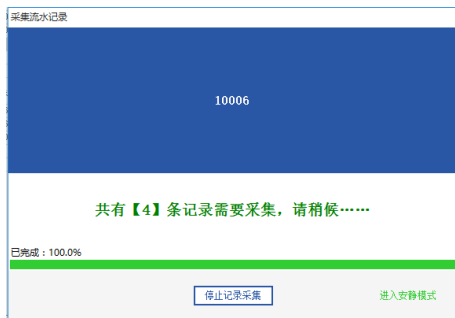 采集流水记录
10006
共有【4】条记录需要采集，请稍候……
已完成：100.0%
停止记录采集
进入安静模式